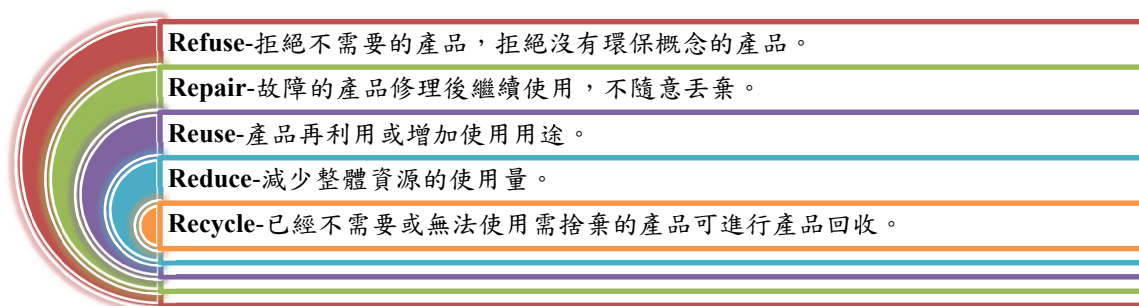 Refuse-拒絕不需要的產品，拒絕沒有環保概念的產品。
Repair-故障的產品修理後繼續使用，不隨意丟棄。
Reuse-產品再利用或增加使用用途。
Reduce-減少整體資源的使用量。
Recycle-已經不需要或無法使用需捨棄的產品可進行產品回收。